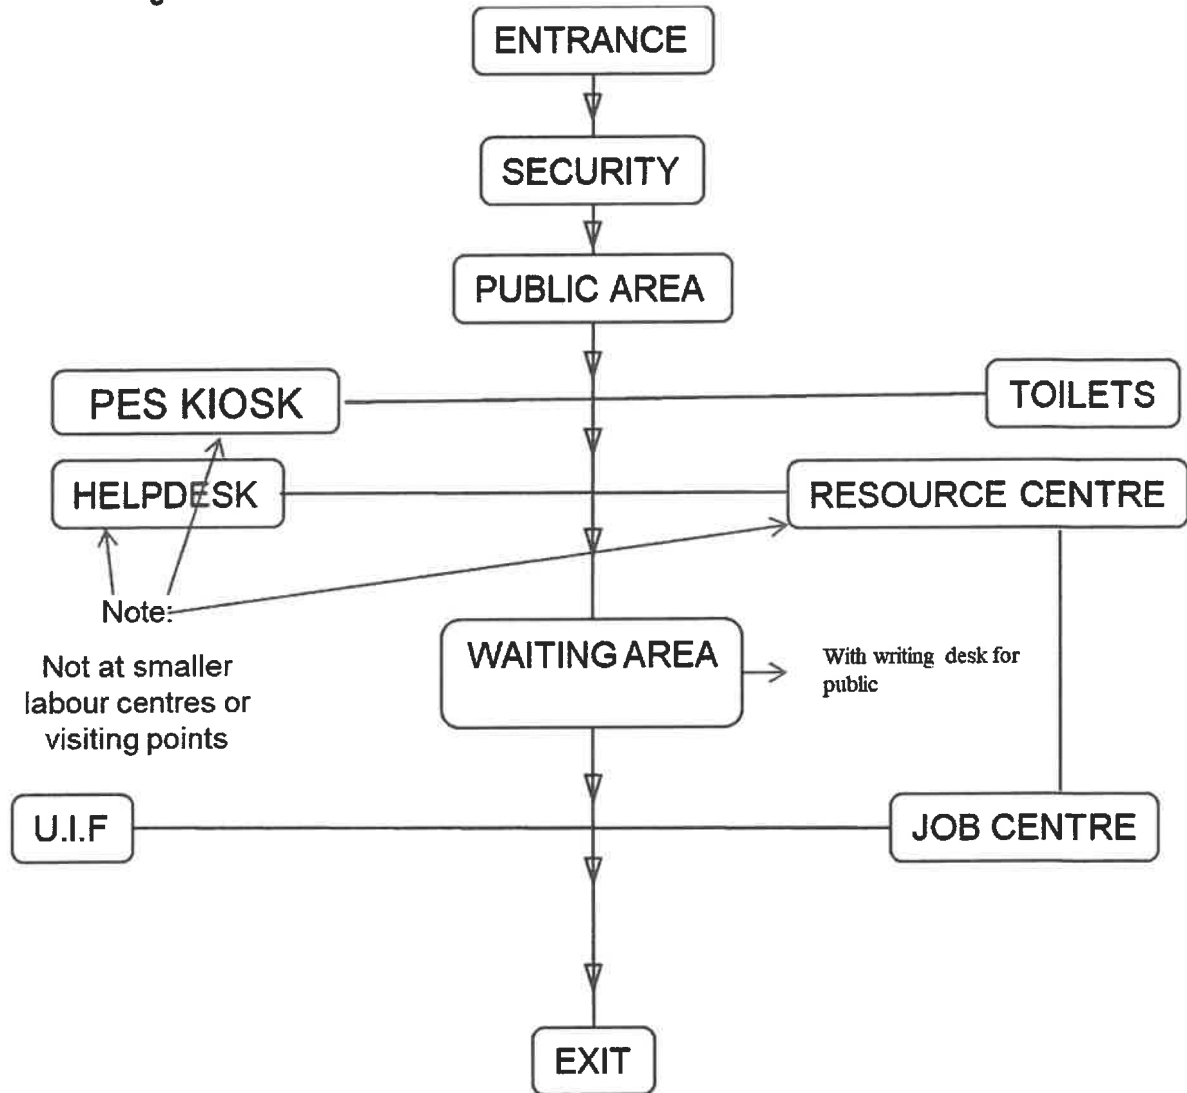 ENTRANCE
SECURITY
PUBLIC AREA
PES KIOSK
TOILETS
HELPDESK
RESOURCE CENTRE
Note:
Not at smaller
labour centres or
visiting points
WAITING AREA
With writing desk for
public
U.I.F
JOB CENTRE
EXIT